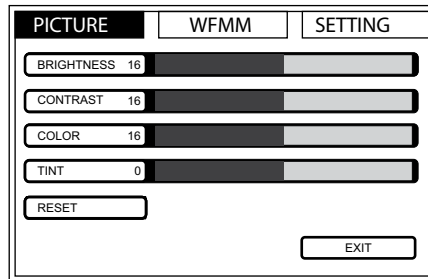 PICTURE WFMM SETTING
BRIGHTNESS 16
CONTRAST 16
COLOR 16
TINT 0
RESET
EXIT